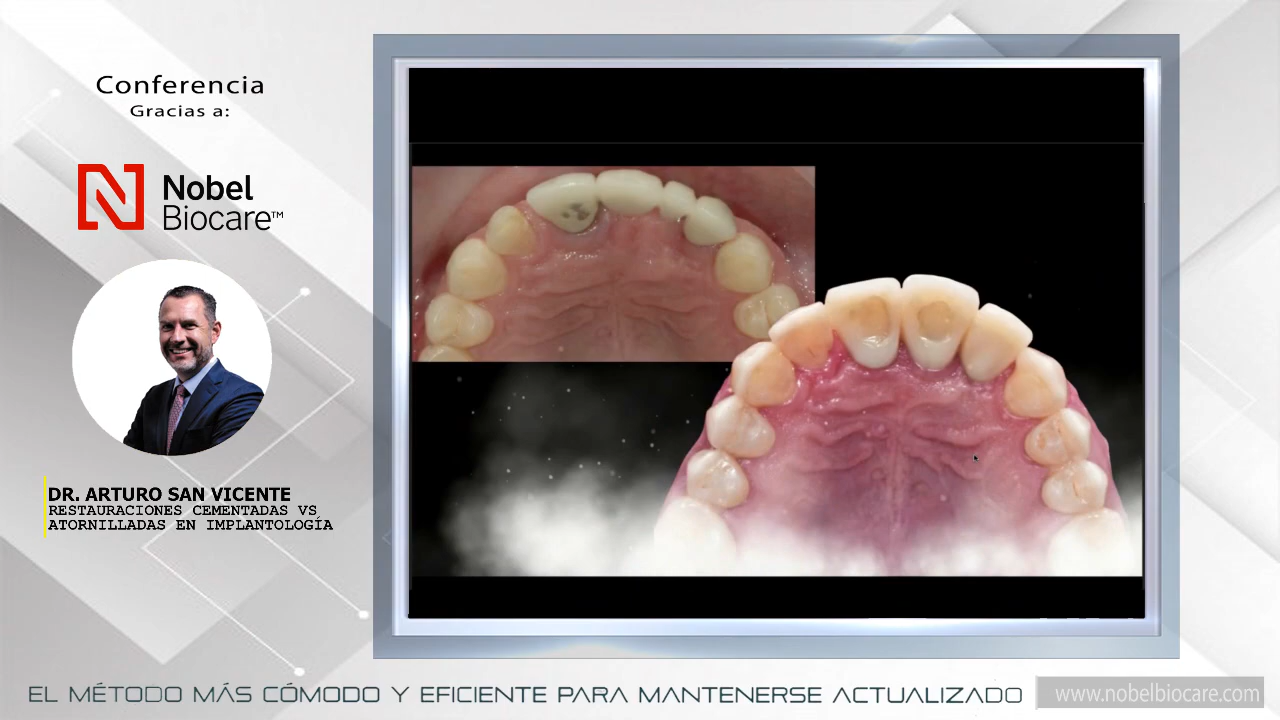 Conferencia
Gracias a:
Nobel
Biocare™
DR. ARTURO SAN VICENTE
RESTAURACIONES CEMENTADAS VS
ATORNILLADAS EN IMPLANTOLOGÍA
EL MÉTODO MÁS CÓMODO Y EFICIENTE PARA MANTENERSE ACTUALIZADO
www.nobelbiocare.com